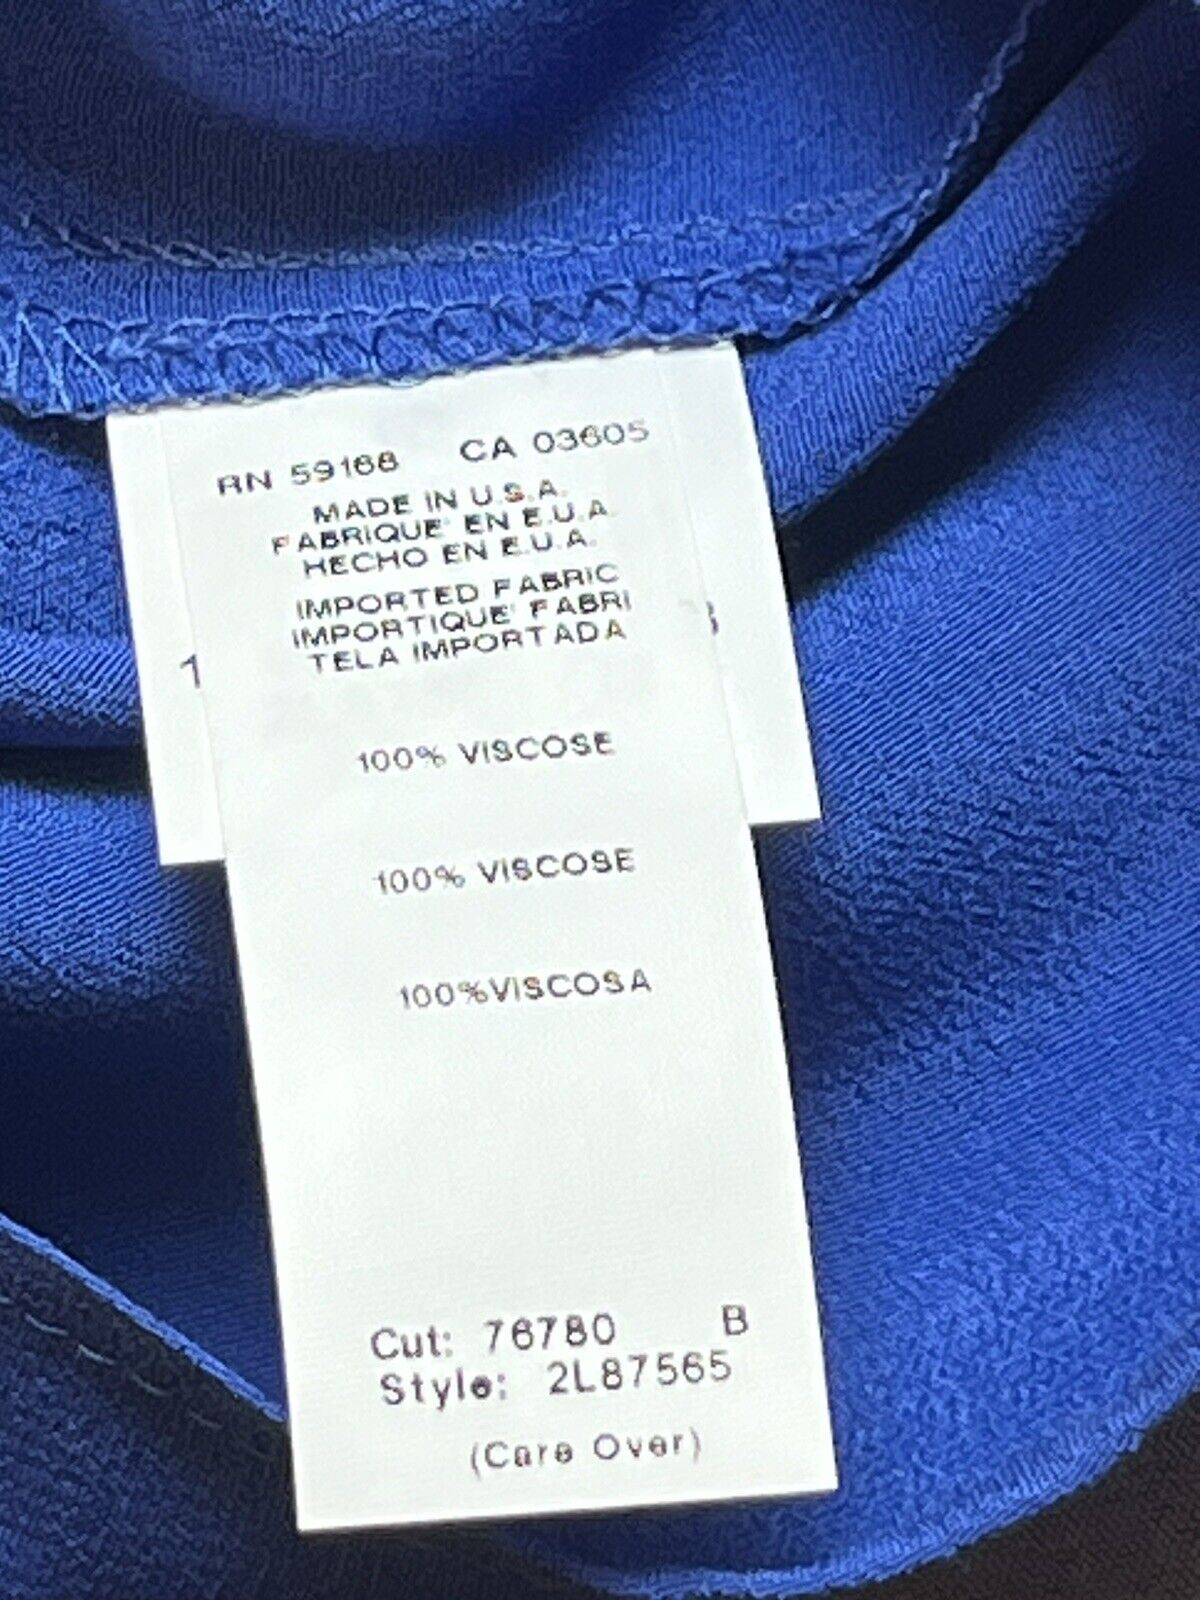 RN 59168 CA 03605
MADE IN U.S.A.
FABRIQUE' EN E.U.A.
HECHO EN E.U.A.
IMPORTED FABRIC
IMPORTIQUE' FABRI
TELA IMPORTADA
100% VISCOSE
100% VISCOSE
100%VISCOSA
Cut: 76780 B
Style: 2L87565
(Care Over)